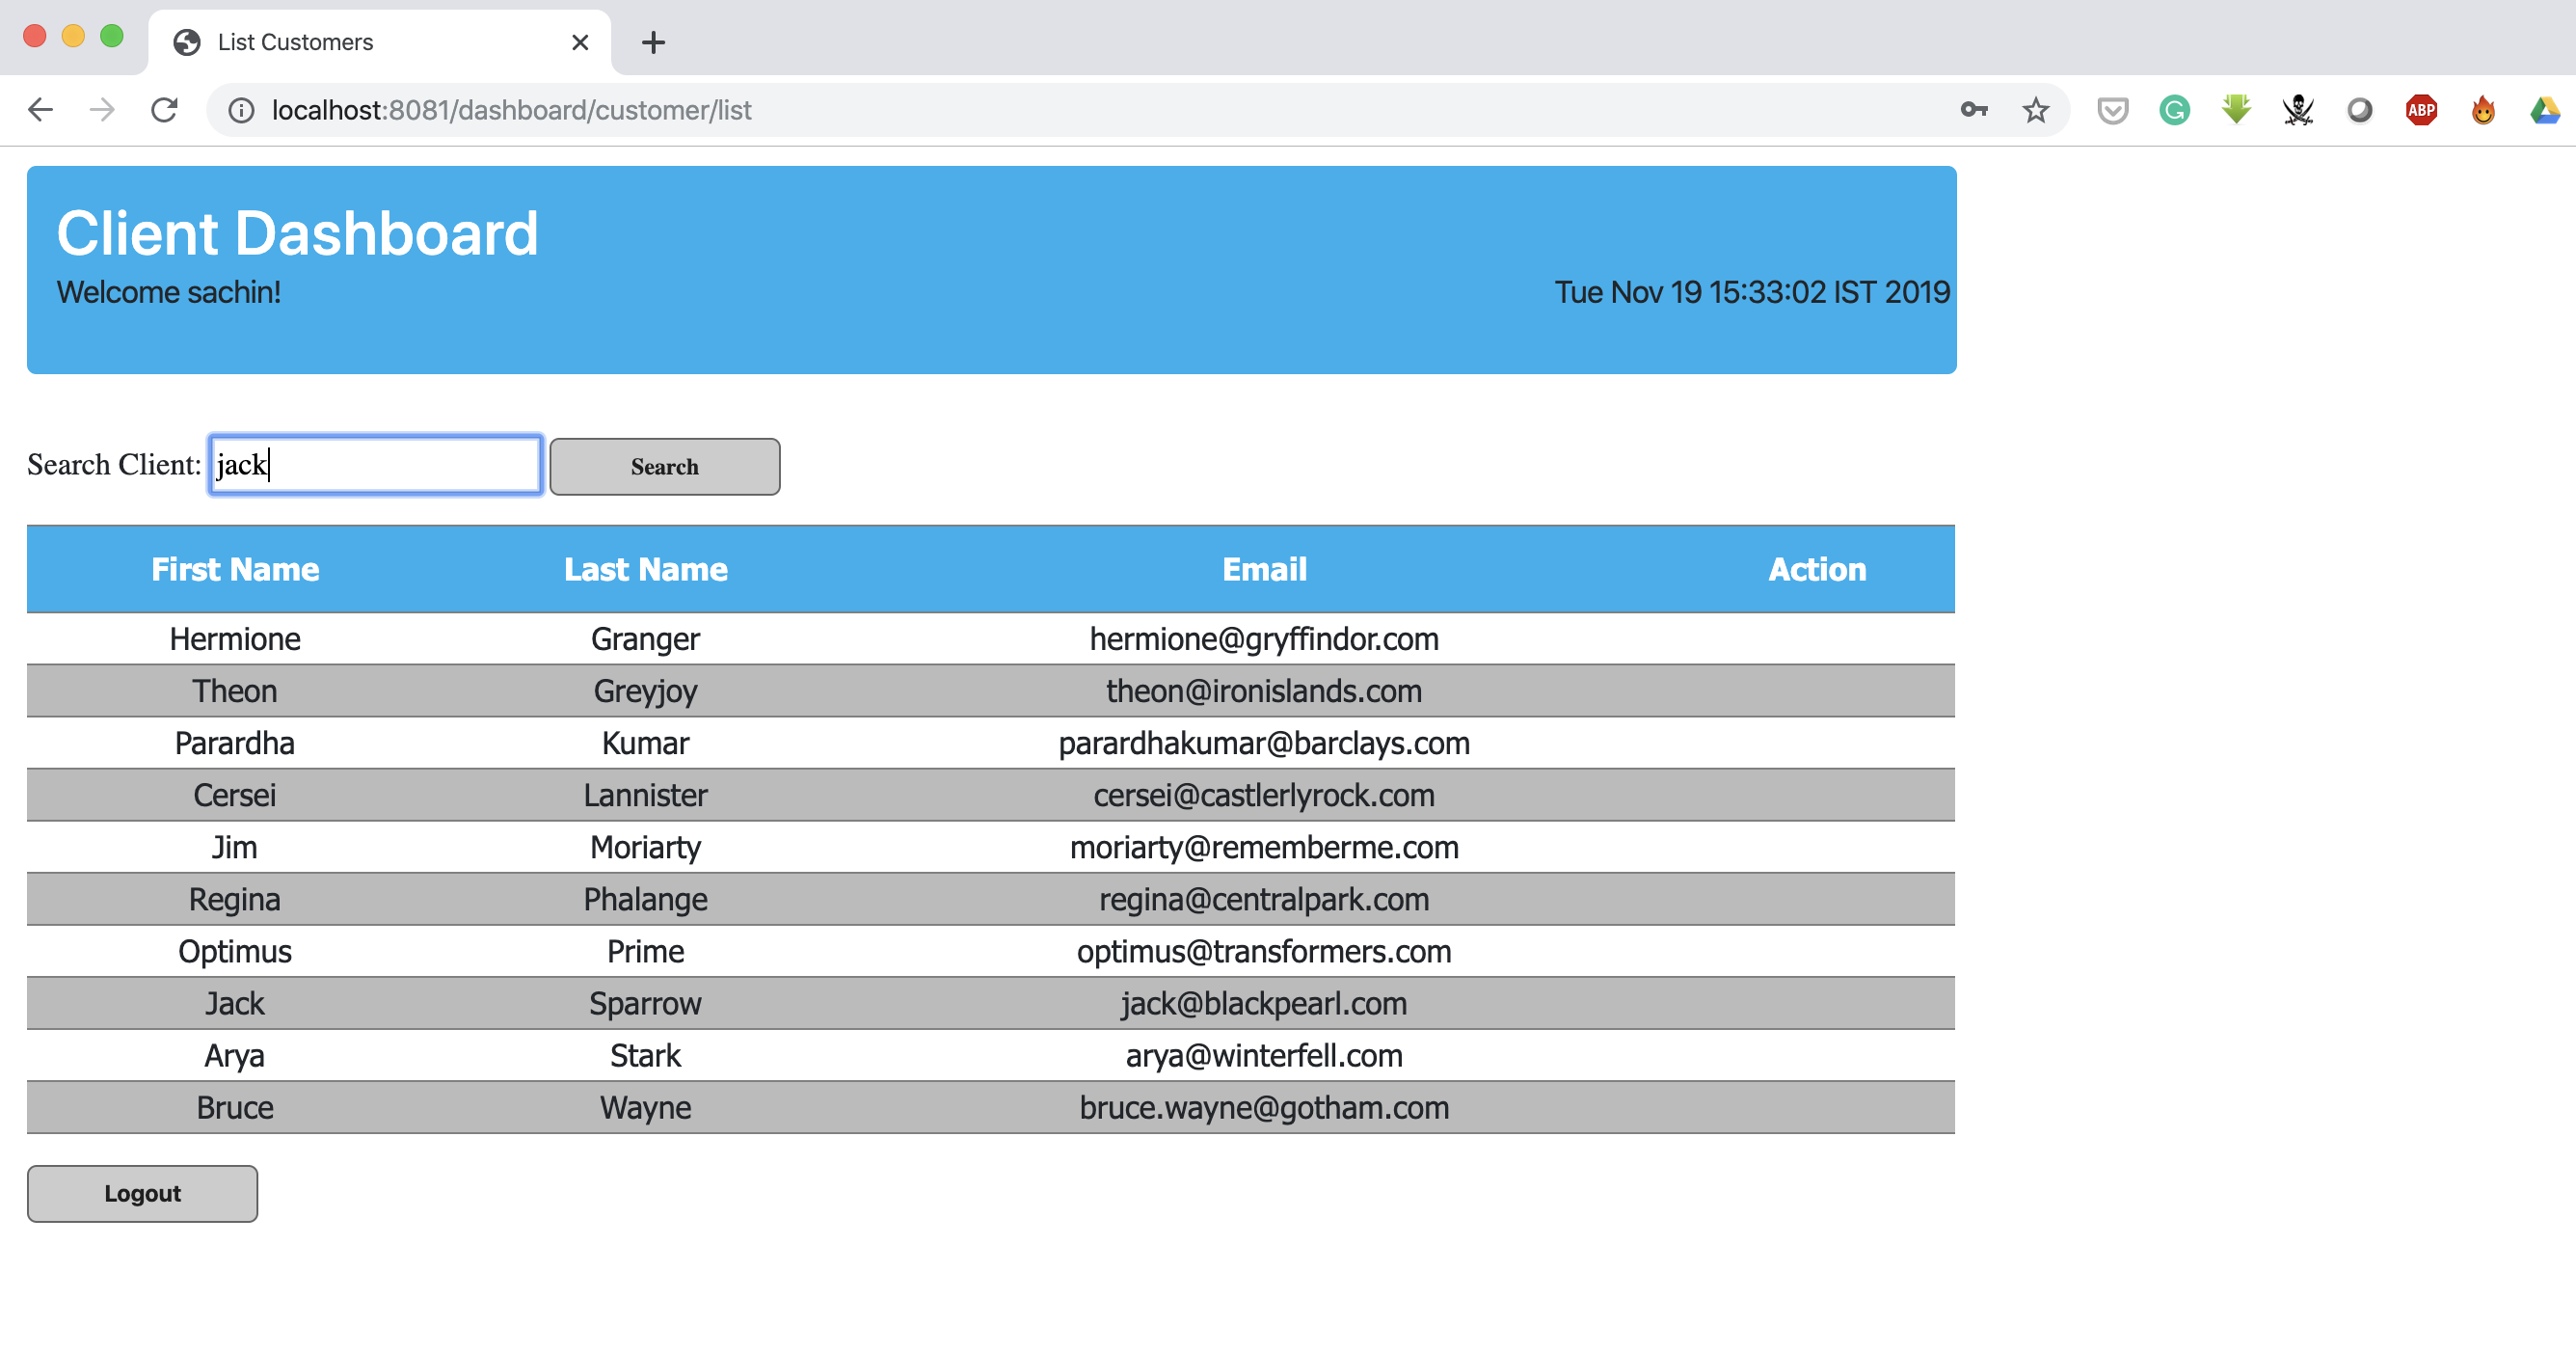 List Customers
localhost:8081/dashboard/customer/list
ABP
Client Dashboard
Welcome sachin! Tue Nov 19 15:33:02 IST 2019
Search Client: jack Search
First Name Last Name Email Action
Hermione Granger hermione@gryffindor.com
Theon Greyjoy theon@ironislands.com
Parardha Kumar parardhakumar@barclays.com
Cersei Lannister cersei@castlerlyrock.com
Jim Moriarty moriarty@rememberme.com
Regina Phalange regina@centralpark.com
Optimus Prime optimus@transformers.com
Jack Sparrow jack@blackpearl.com
Arya Stark arya@winterfell.com
Bruce Wayne bruce.wayne@gotham.com
Logout